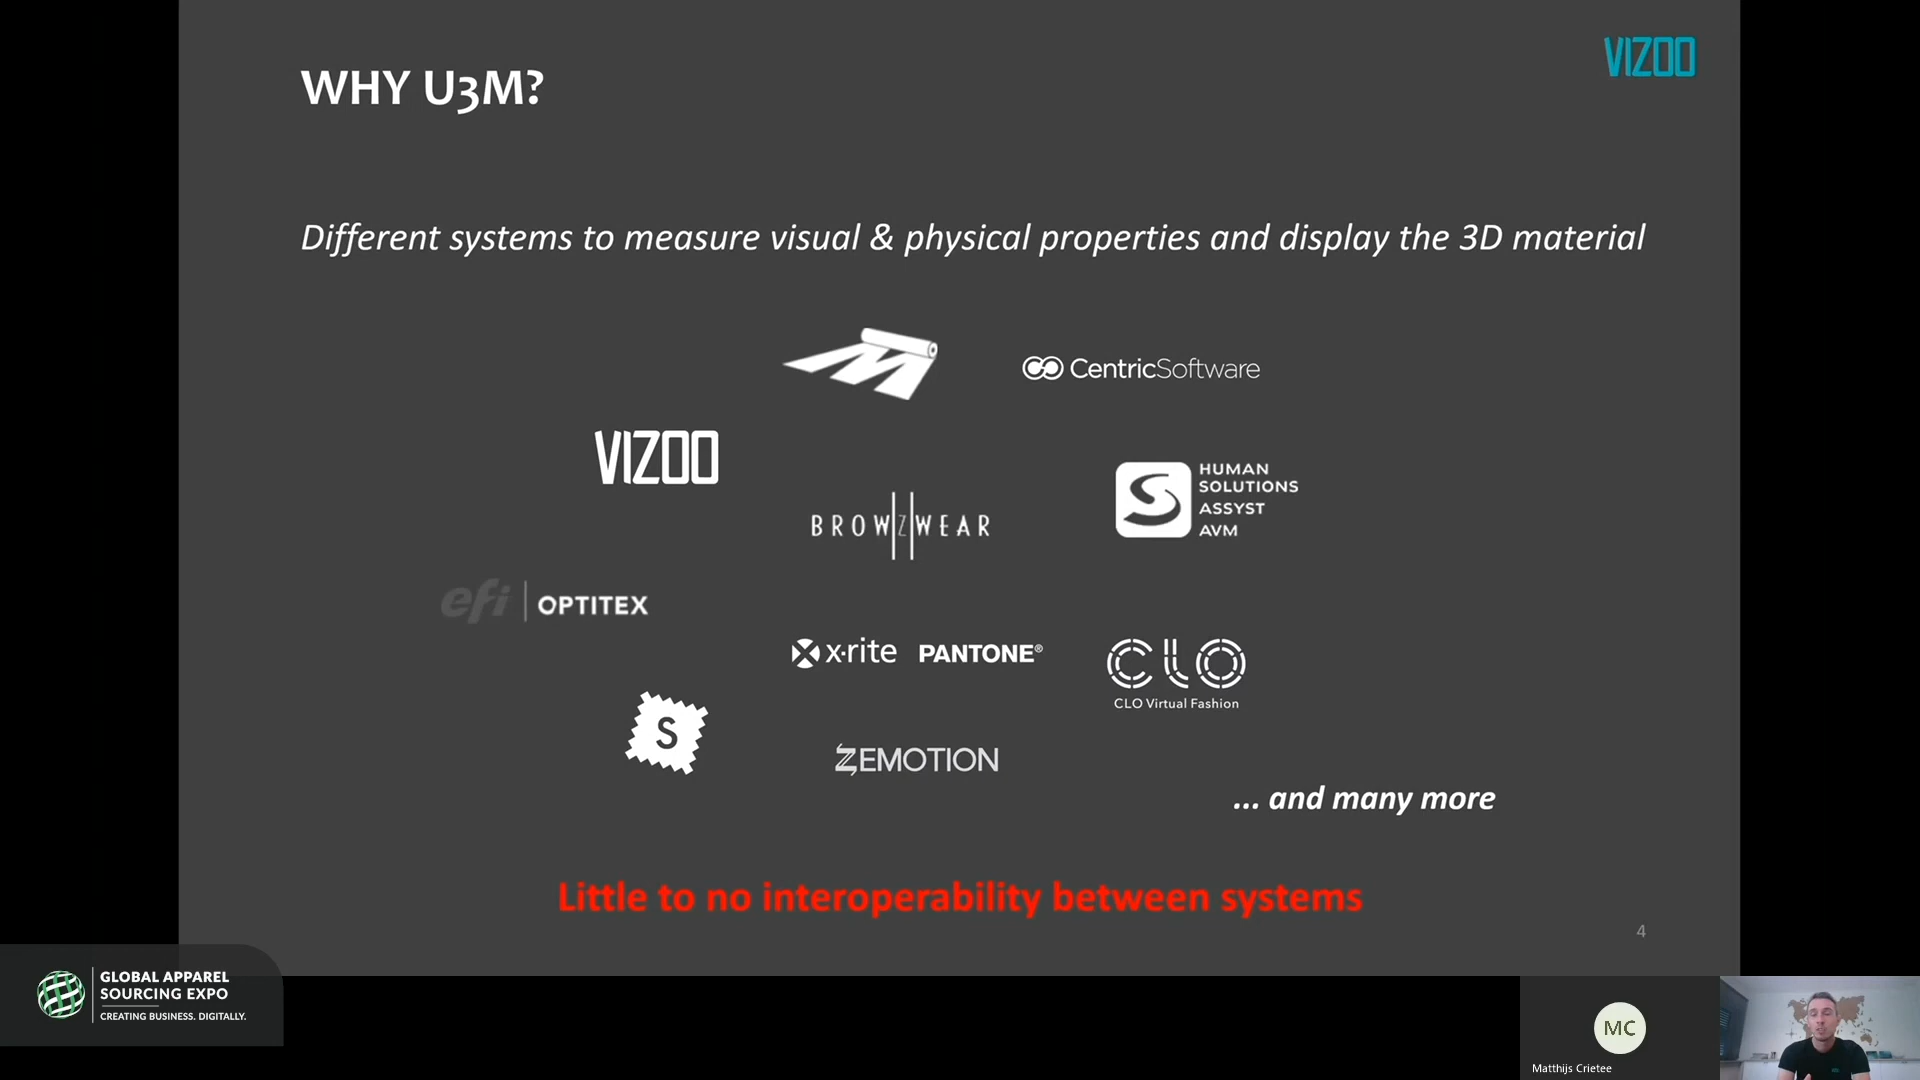 VIZOO
WHY U3M?
Different systems to measure visual & physical properties and display the 3D material
CentricSoftware
VIZOO
HUMAN
SOLUTIONS
ASSYST
AVM
BROWZWEAR
efi OPTITEX
x·rite PANTONE®
CLO
CLO Virtual Fashion
S
ZEMOTION
... and many more
Little to no interoperability between systems
4
GLOBAL APPAREL
SOURCING EXPO
CREATING BUSINESS. DIGITALLY.
MC
Matthijs Crietee